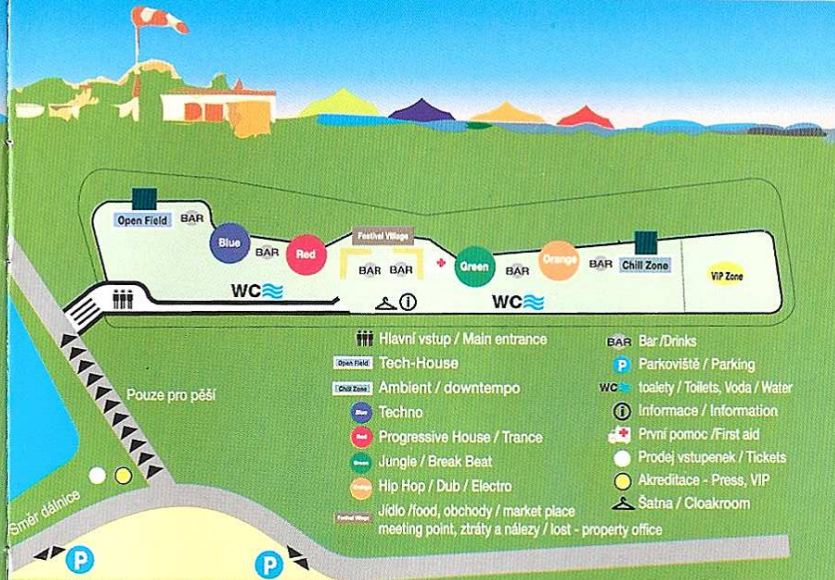 Open Field
BAR
Blue
BAR
Red
Festival Village
BAR
BAR
Green
BAR
Orange
BAR
Chill Zone
VIP Zone
WC
WC
i
Pouze pro pěší
Směr dálnice
P
P
Hlavní vstup / Main entrance
Open Field Tech-House
Chill Zone Ambient / downtempo
Blue Techno
Red Progressive House / Trance
Green Jungle / Break Beat
Orange Hip Hop / Dub / Electro
Festival Village Jídlo /food, obchody / market place
meeting point, ztráty a nálezy / lost - property office
BAR Bar /Drinks
P Parkoviště / Parking
WC toalety / Toilets, Voda / Water
i Informace / Information
První pomoc /First aid
Prodej vstupenek / Tickets
Akreditace - Press, VIP
Šatna / Cloakroom